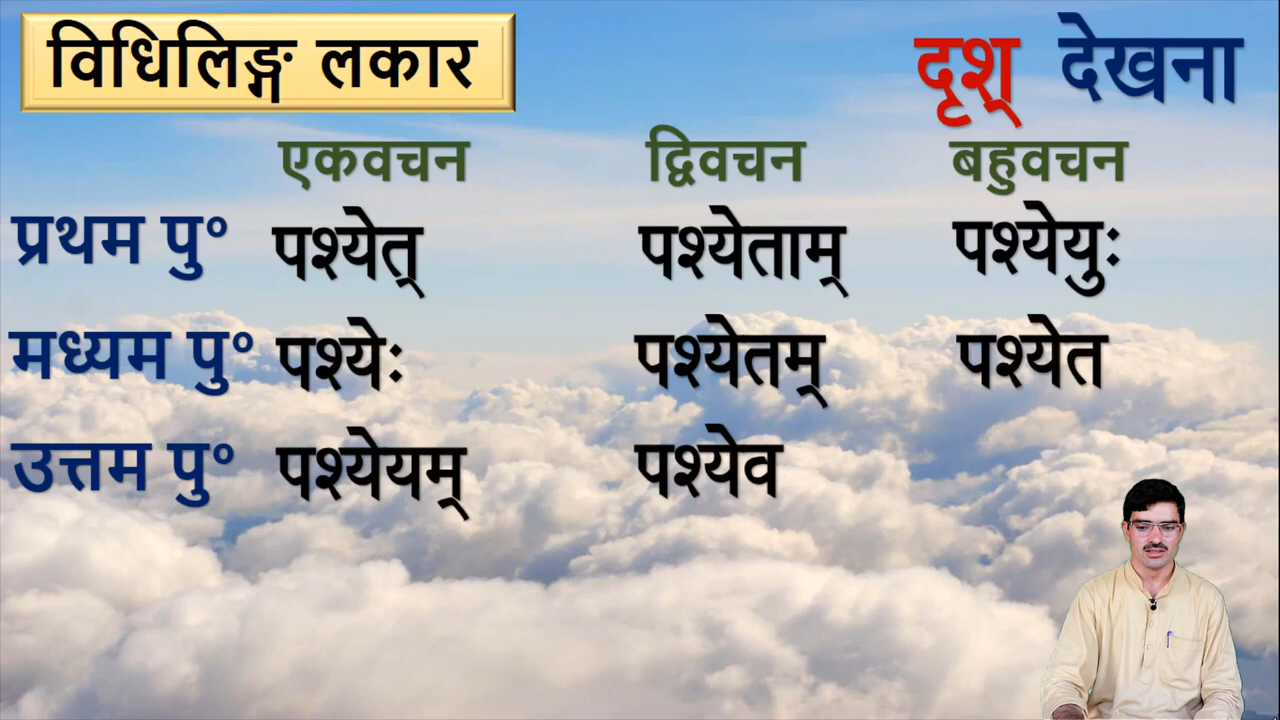 विधिलिङ्ग लकार
दृश् देखना
एकवचन द्विवचन बहुवचन
प्रथम पु° पश्येत् पश्येताम् पश्येयुः
मध्यम पु° पश्येः पश्येतम् पश्येत
उत्तम पु° पश्येयम् पश्येव